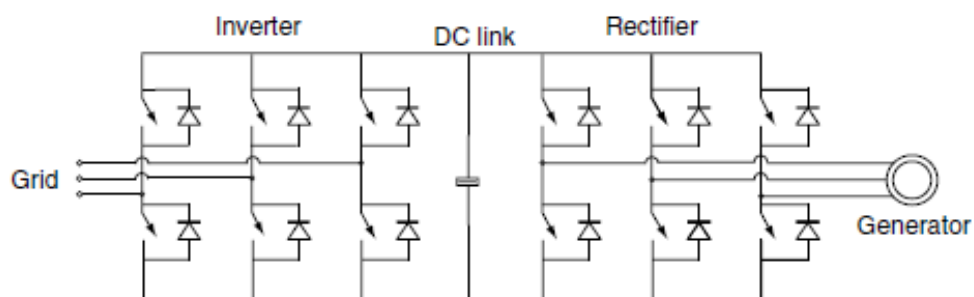 Inverter
DC link
Rectifier
Grid
Generator